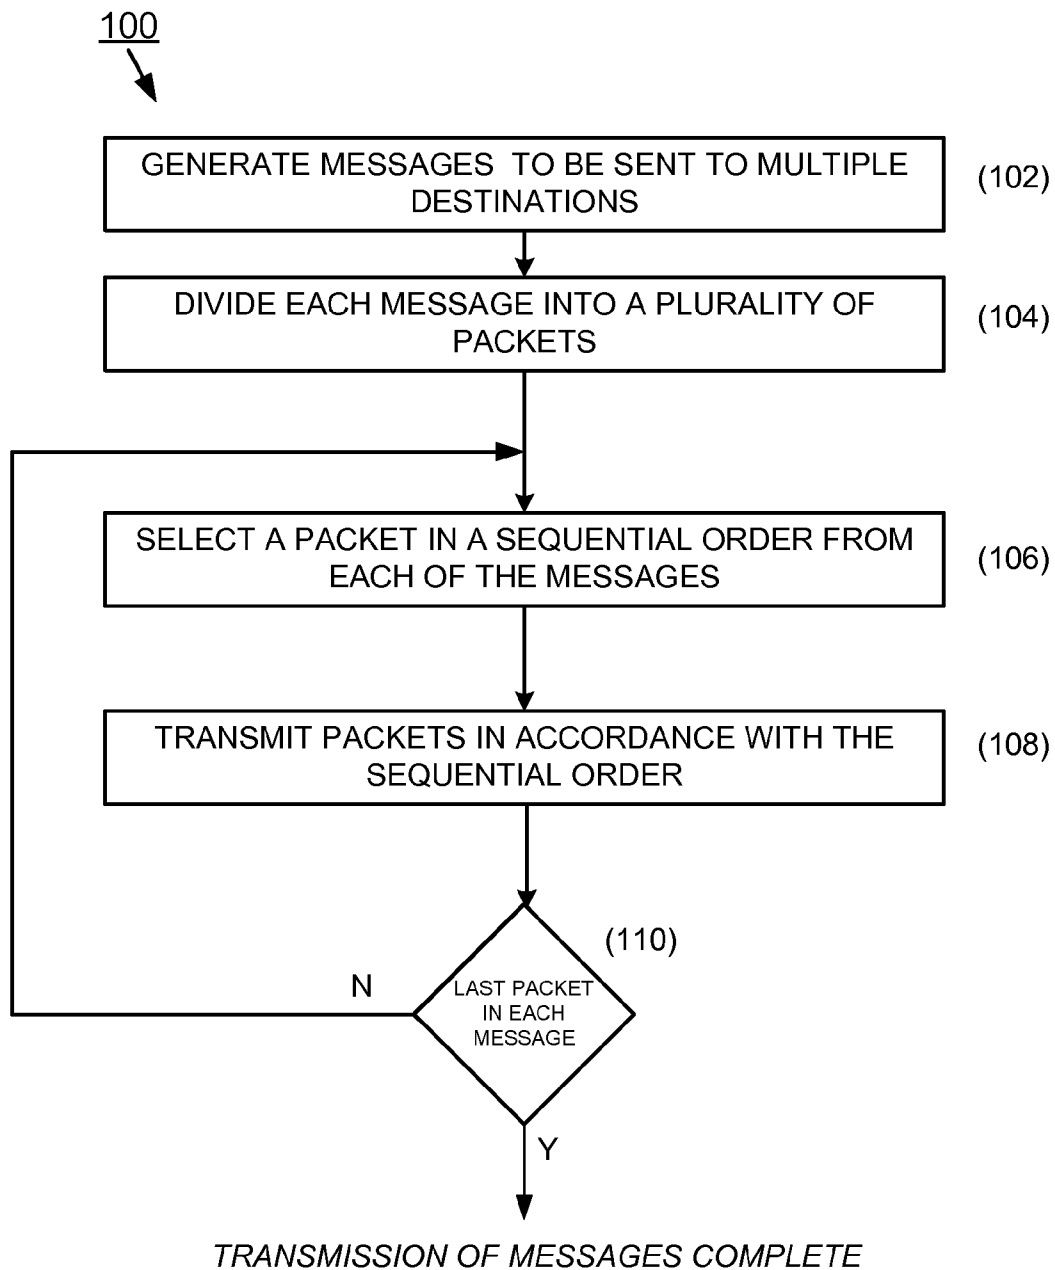 100
GENERATE MESSAGES TO BE SENT TO MULTIPLE
DESTINATIONS
(102)
DIVIDE EACH MESSAGE INTO A PLURALITY OF
PACKETS
(104)
SELECT A PACKET IN A SEQUENTIAL ORDER FROM
EACH OF THE MESSAGES
(106)
TRANSMIT PACKETS IN ACCORDANCE WITH THE
SEQUENTIAL ORDER
(108)
(110)
N
LAST PACKET
IN EACH
MESSAGE
Y
TRANSMISSION OF MESSAGES COMPLETE